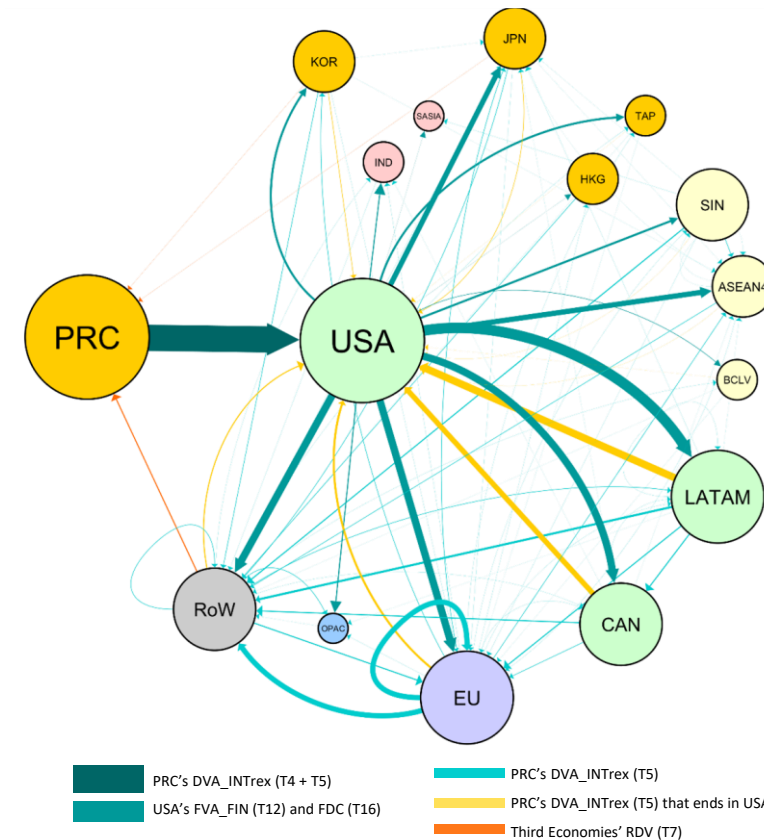 JPN
KOR
SASIA
TAP
IND
HKG
SIN
ASEAN4
PRC
USA
BCLV
LATAM
RoW
OPAC
CAN
EU
PRC's DVA_INTrex (T4 + T5)
PRC's DVA_INTrex (T5)
USA's FVA_FIN (T12) and FDC (T16)
PRC's DVA_INTrex (T5) that ends in USA
Third Economies' RDV (T7)